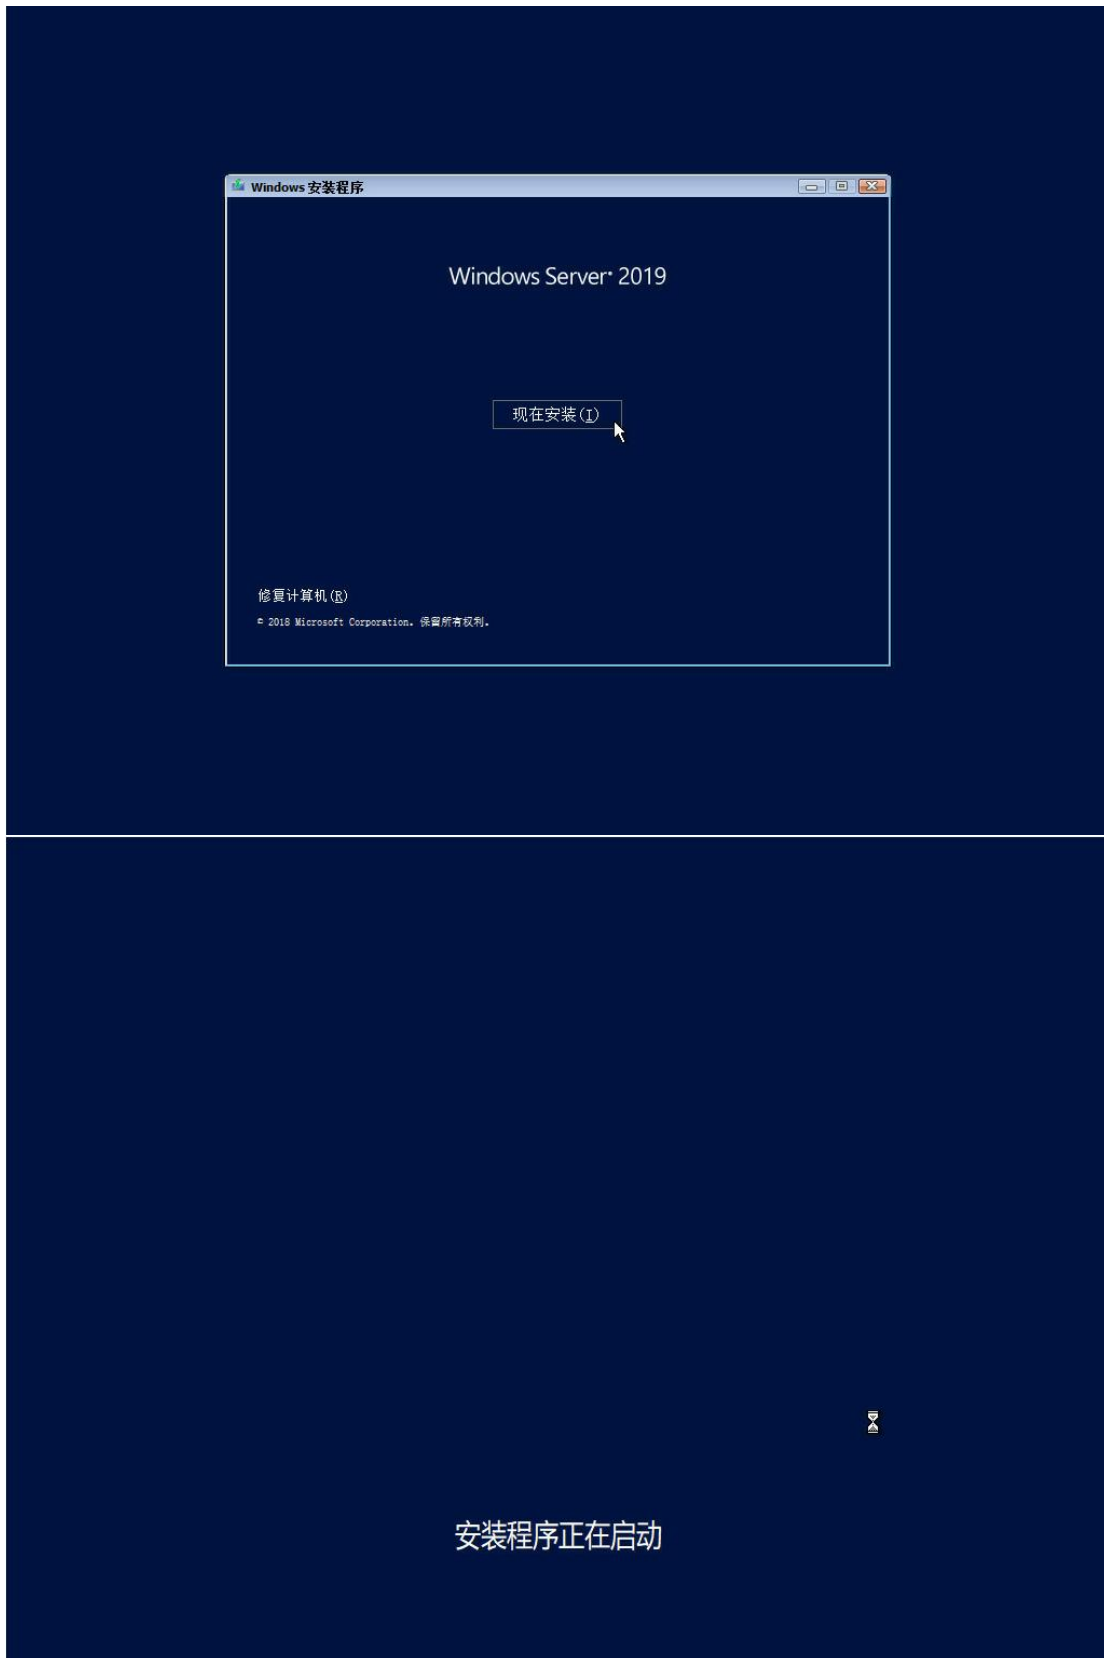 Windows 安装程序
Windows Server® 2019
现在安装(I)
修复计算机(R)
© 2018 Microsoft Corporation。保留所有权利。
安装程序正在启动